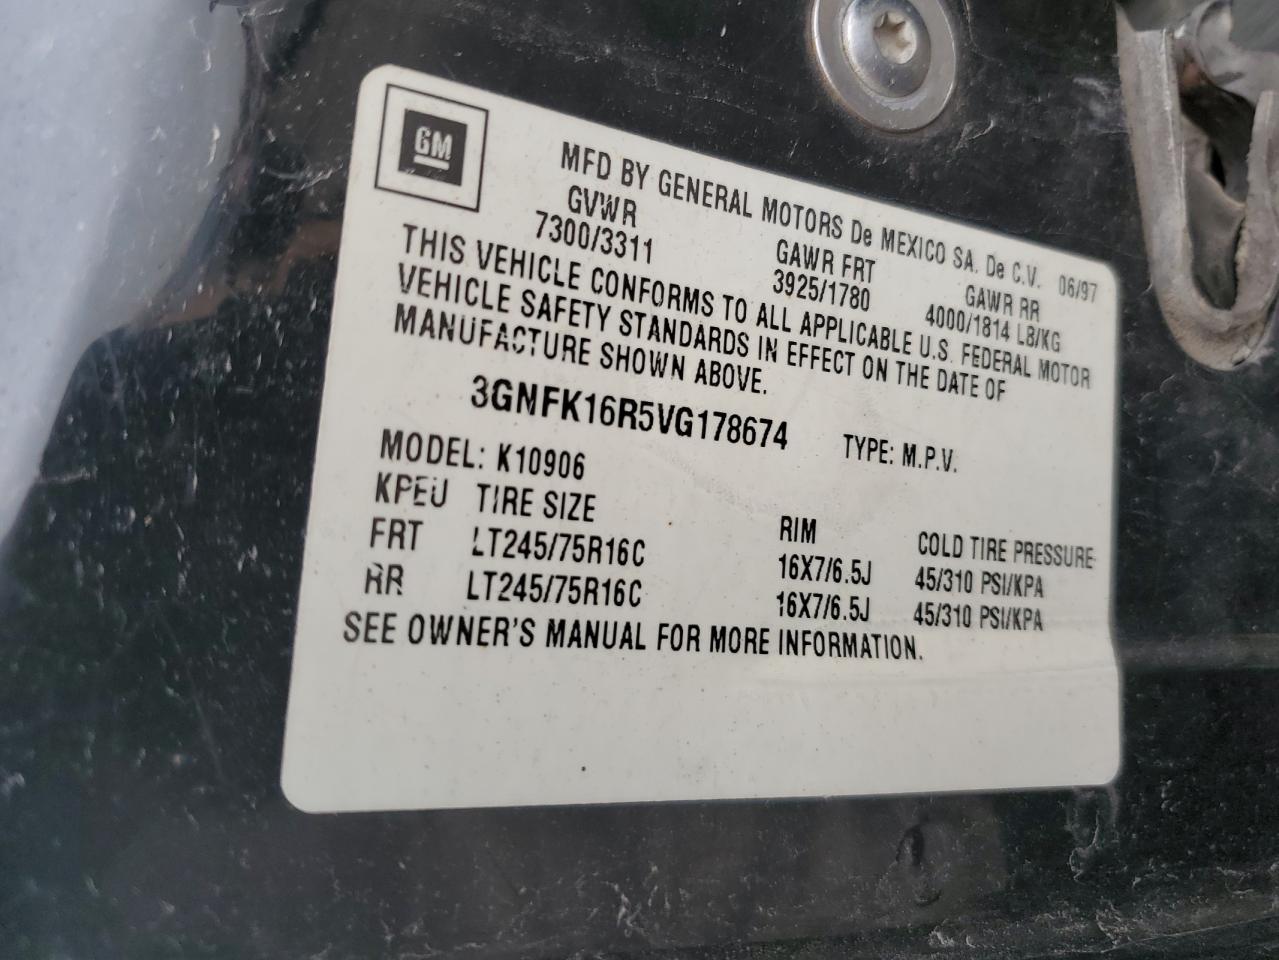 GM
MFD BY GENERAL MOTORS De MEXICO SA. De C.V. 06/97
GVWR GAWR FRT GAWR RR
7300/3311 3925/1780 4000/1814 LB/KG
THIS VEHICLE CONFORMS TO ALL APPLICABLE U.S. FEDERAL MOTOR
VEHICLE SAFETY STANDARDS IN EFFECT ON THE DATE OF
MANUFACTURE SHOWN ABOVE.
3GNFK16R5VG178674 TYPE: M.P.V.
MODEL: K10906
KPEU TIRE SIZE RIM COLD TIRE PRESSURE
FRT LT245/75R16C 16X7/6.5J 45/310 PSI/KPA
RR LT245/75R16C 16X7/6.5J 45/310 PSI/KPA
SEE OWNER'S MANUAL FOR MORE INFORMATION.